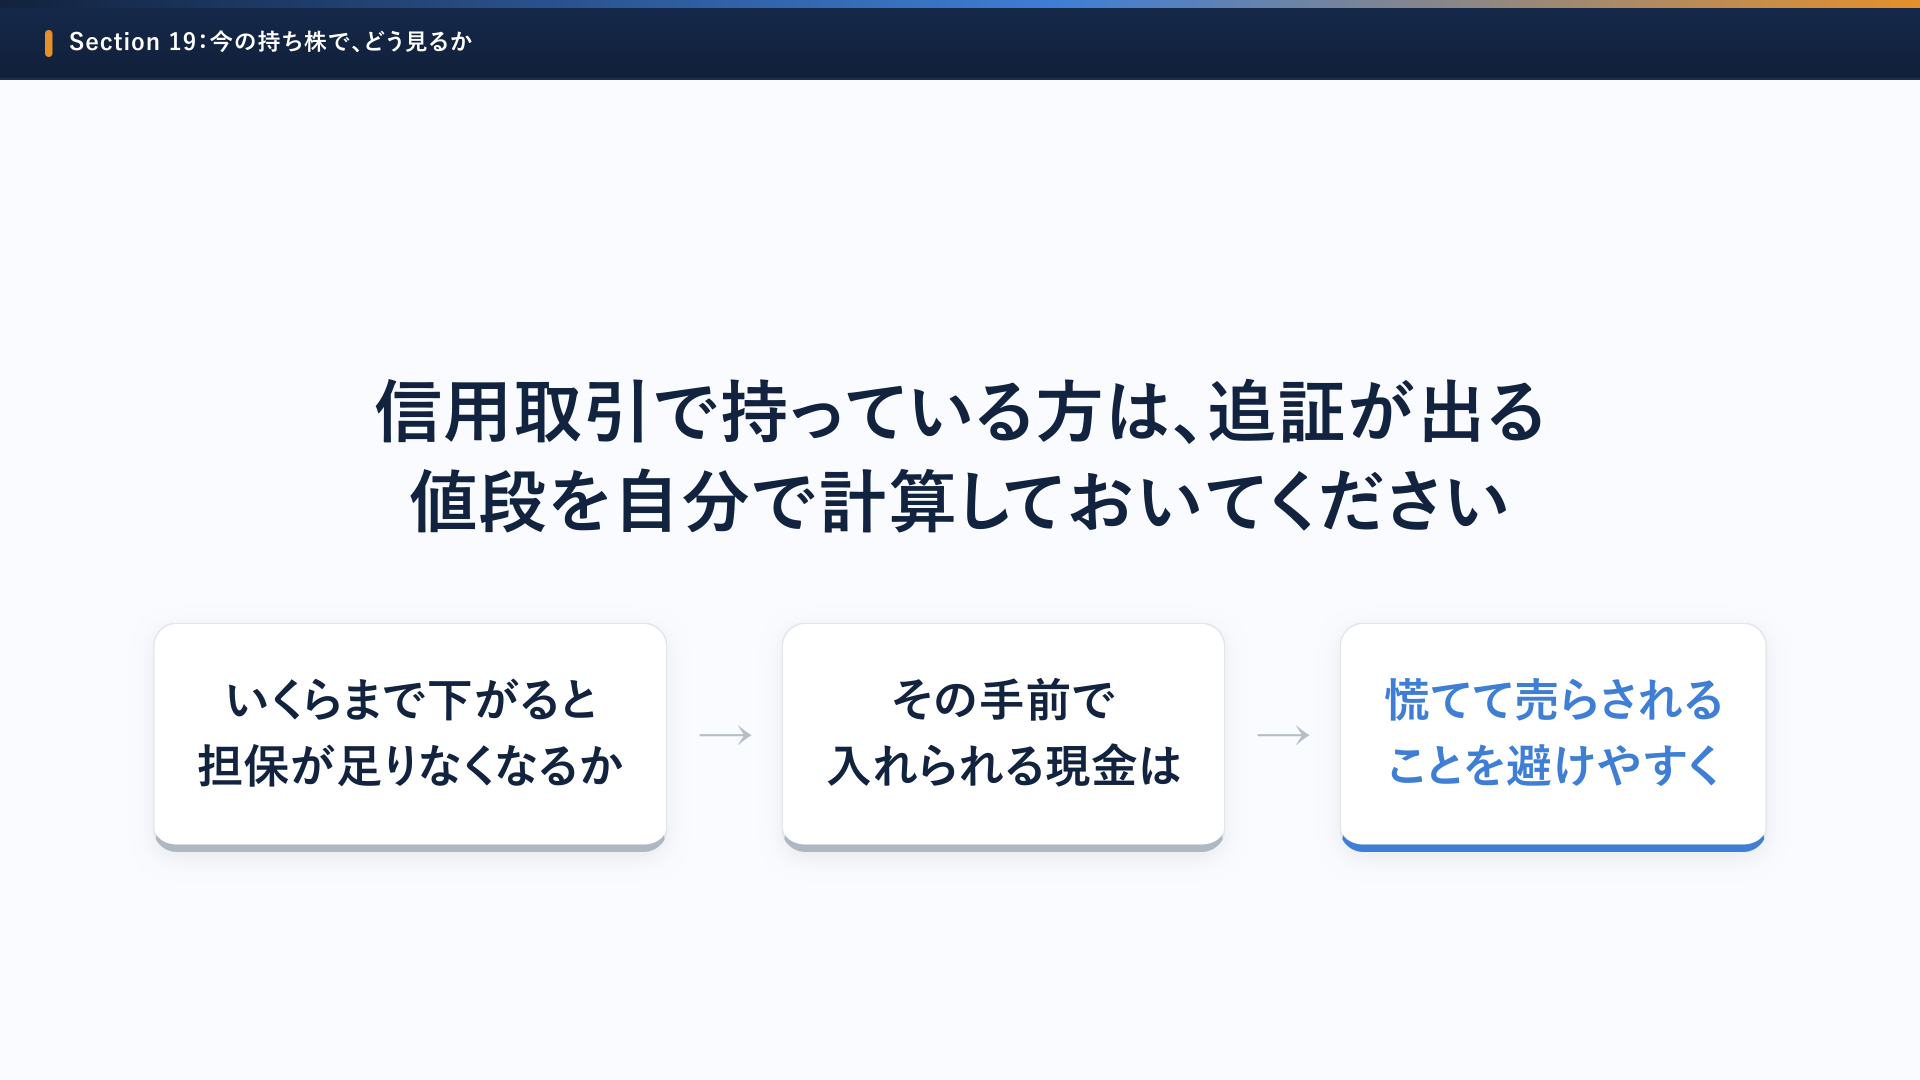 Section 19：今の持ち株で、どう見るか
信用取引で持っている方は、追証が出る
値段を自分で計算しておいてください
いくらまで下がると
担保が足りなくなるか
→
その手前で
入れられる現金は
→
慌てて売らされる
ことを避けやすく